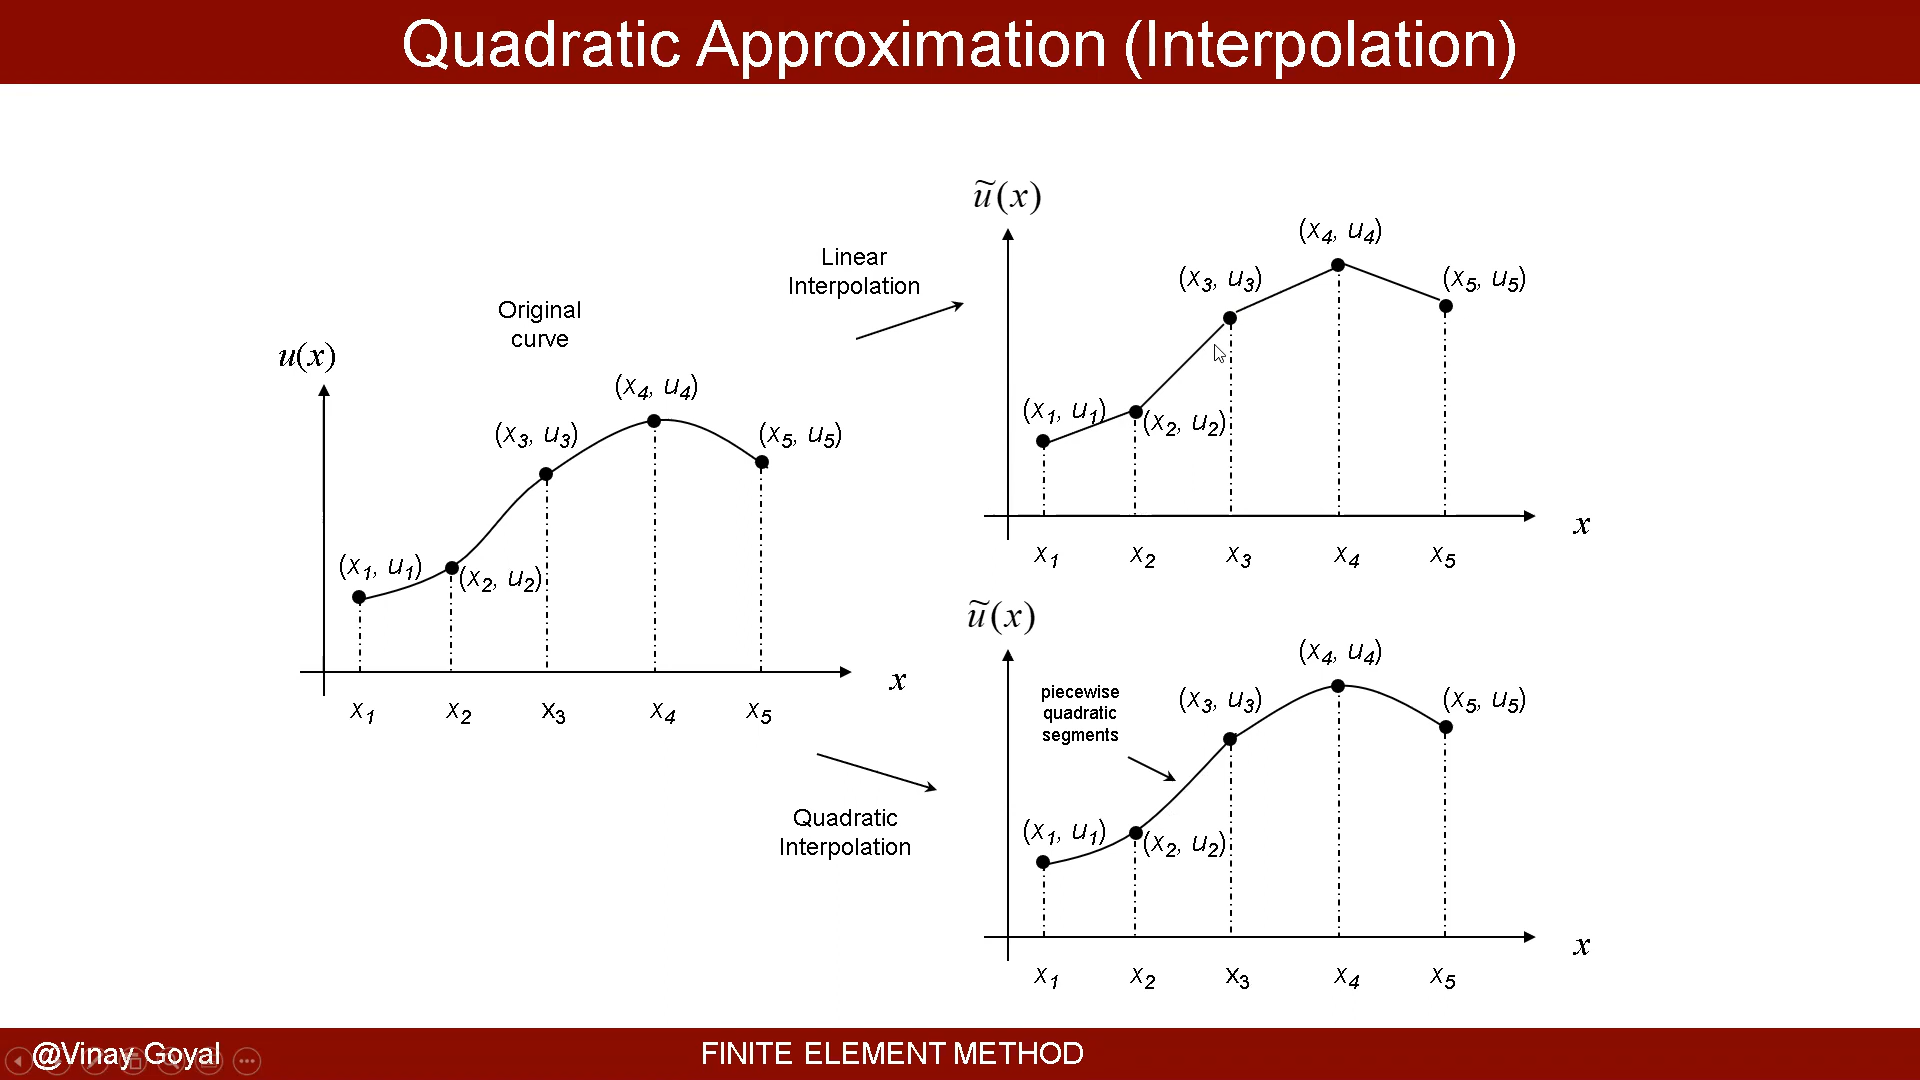 Quadratic Approximation (Interpolation)
Original
curve
u(x)
(x1, u1)
(x2, u2)
(x3, u3)
(x4, u4)
(x5, u5)
x1 x2 x3 x4 x5
x
Linear
Interpolation
ũ(x)
(x1, u1)
(x2, u2)
(x3, u3)
(x4, u4)
(x5, u5)
x1 x2 x3 x4 x5
x
Quadratic
Interpolation
ũ(x)
piecewise
quadratic
segments
(x1, u1)
(x2, u2)
(x3, u3)
(x4, u4)
(x5, u5)
x1 x2 x3 x4 x5
x
@Vinay Goyal
FINITE ELEMENT METHOD